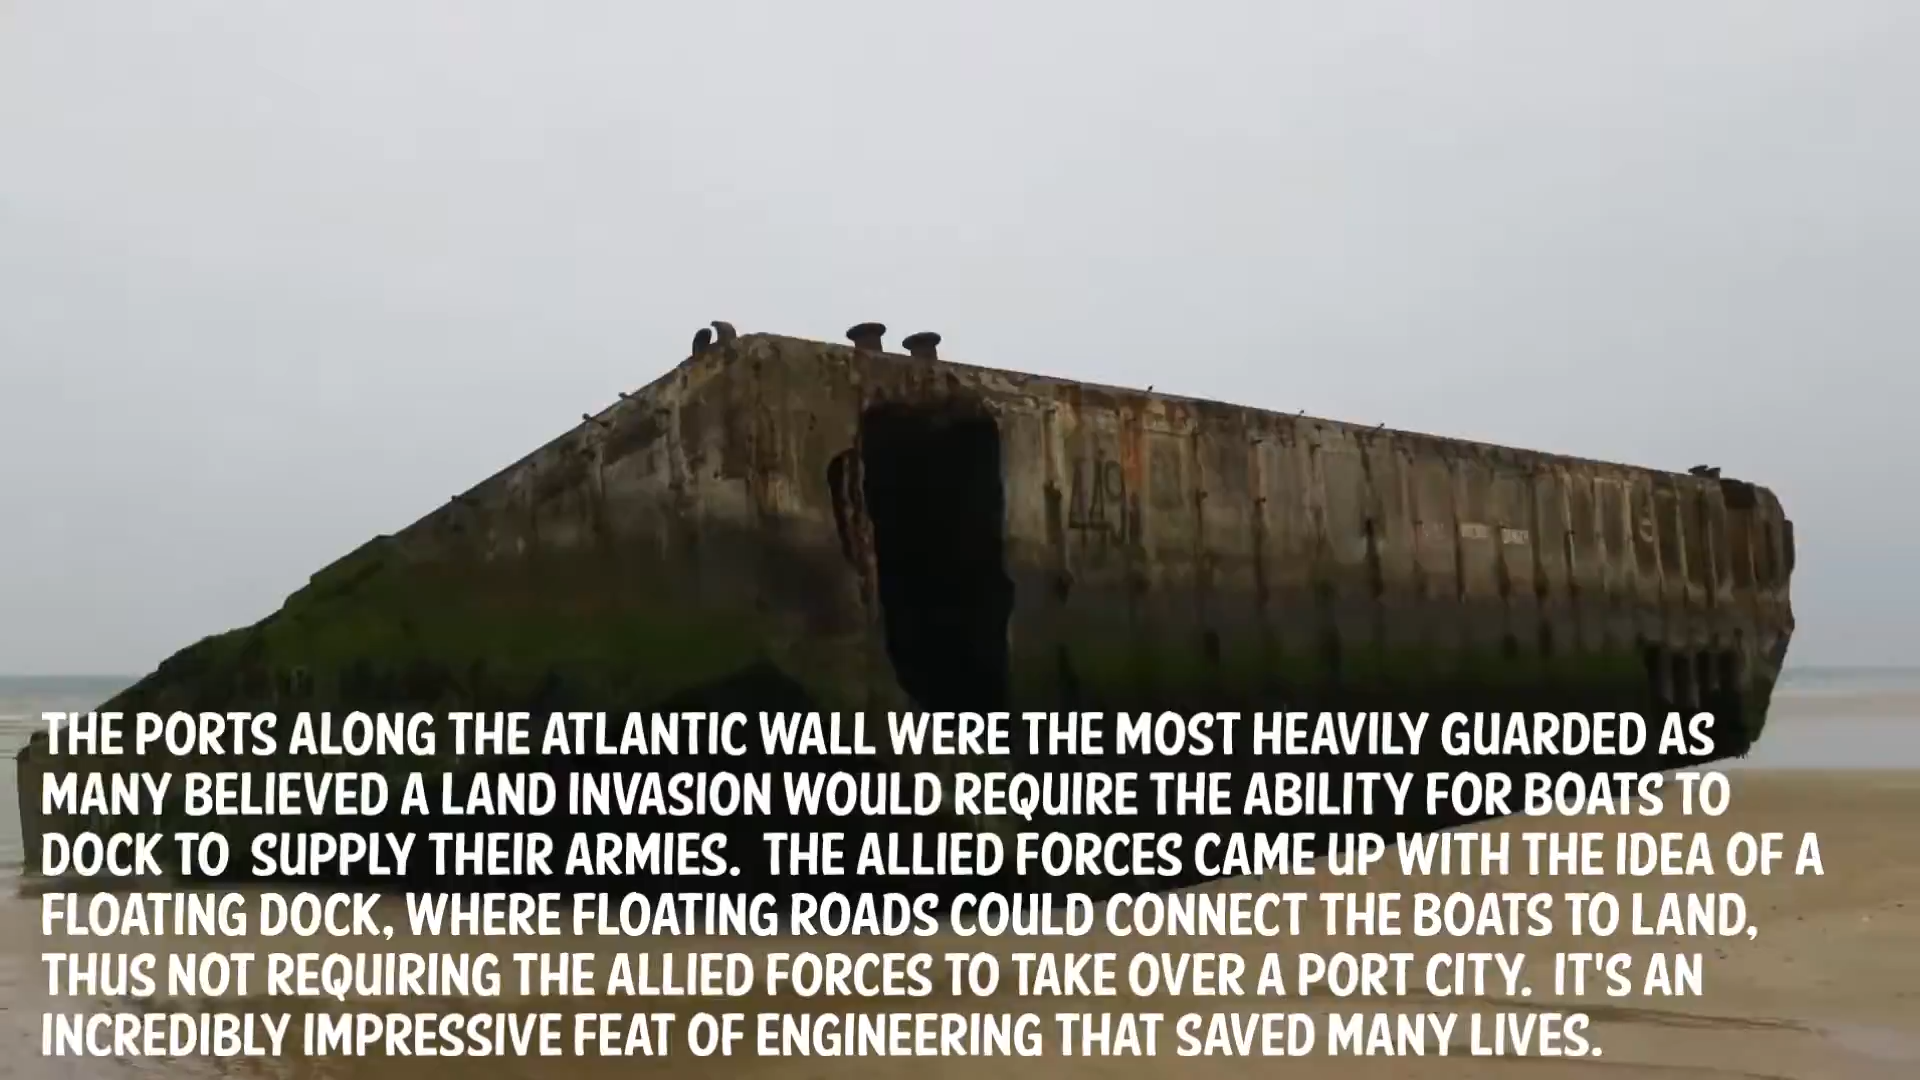 449
THE PORTS ALONG THE ATLANTIC WALL WERE THE MOST HEAVILY GUARDED AS
MANY BELIEVED A LAND INVASION WOULD REQUIRE THE ABILITY FOR BOATS TO
DOCK TO  SUPPLY THEIR ARMIES.  THE ALLIED FORCES CAME UP WITH THE IDEA OF A
FLOATING DOCK, WHERE FLOATING ROADS COULD CONNECT THE BOATS TO LAND,
THUS NOT REQUIRING THE ALLIED FORCES TO TAKE OVER A PORT CITY.  IT'S AN
INCREDIBLY IMPRESSIVE FEAT OF ENGINEERING THAT SAVED MANY LIVES.